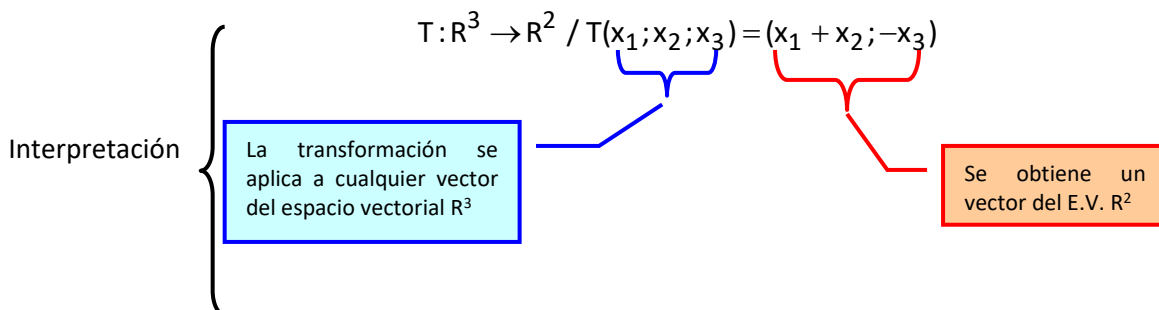 T : R³ → R² / T(x₁;x₂;x₃) = (x₁ + x₂;−x₃)
Interpretación
La transformación se
aplica a cualquier vector
del espacio vectorial R³
Se obtiene un
vector del E.V. R²